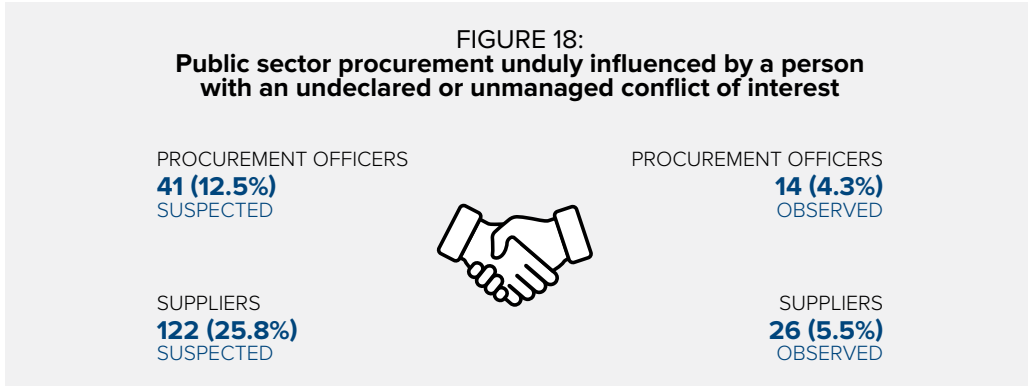 FIGURE 18:
Public sector procurement unduly influenced by a person
with an undeclared or unmanaged conflict of interest
PROCUREMENT OFFICERS
41 (12.5%)
SUSPECTED
PROCUREMENT OFFICERS
14 (4.3%)
OBSERVED
SUPPLIERS
122 (25.8%)
SUSPECTED
SUPPLIERS
26 (5.5%)
OBSERVED